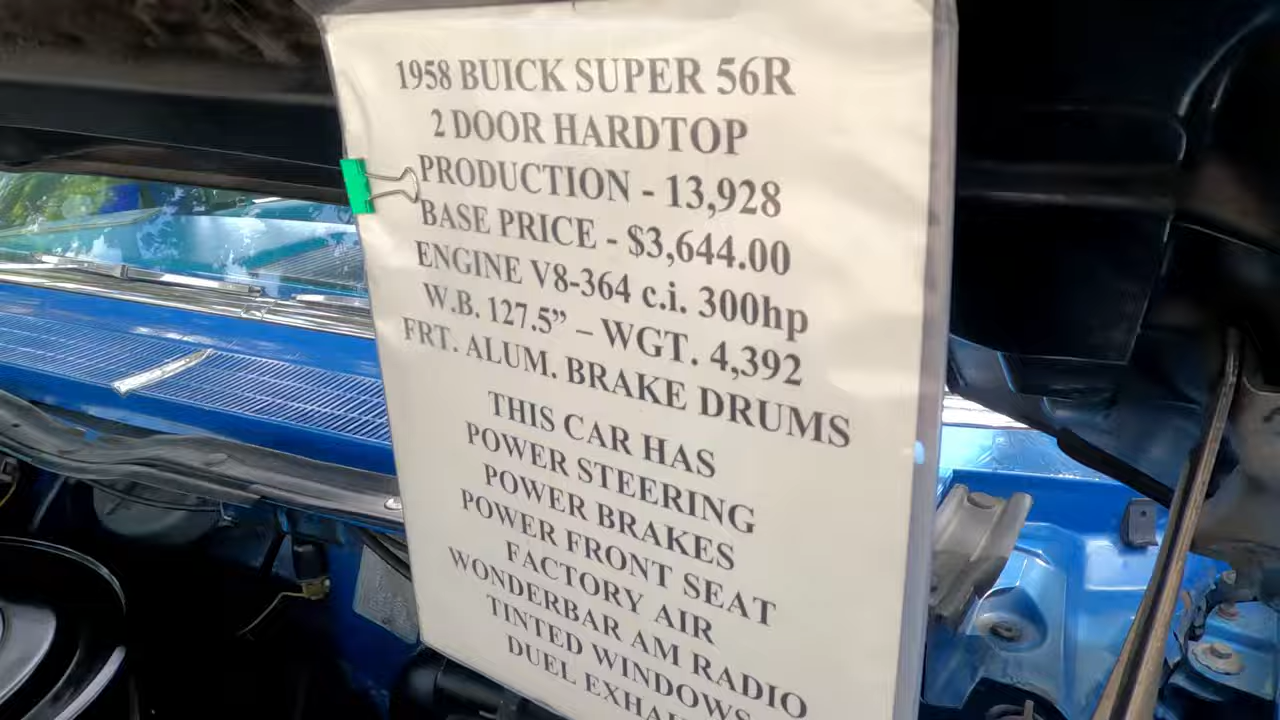 1958 BUICK SUPER 56R
2 DOOR HARDTOP
PRODUCTION - 13,928
BASE PRICE - $3,644.00
ENGINE V8-364 c.i. 300hp
W.B. 127.5” – WGT. 4,392
FRT. ALUM. BRAKE DRUMS
THIS CAR HAS
POWER STEERING
POWER BRAKES
POWER FRONT SEAT
FACTORY AIR
WONDERBAR AM RADIO
TINTED WINDOWS
DUEL